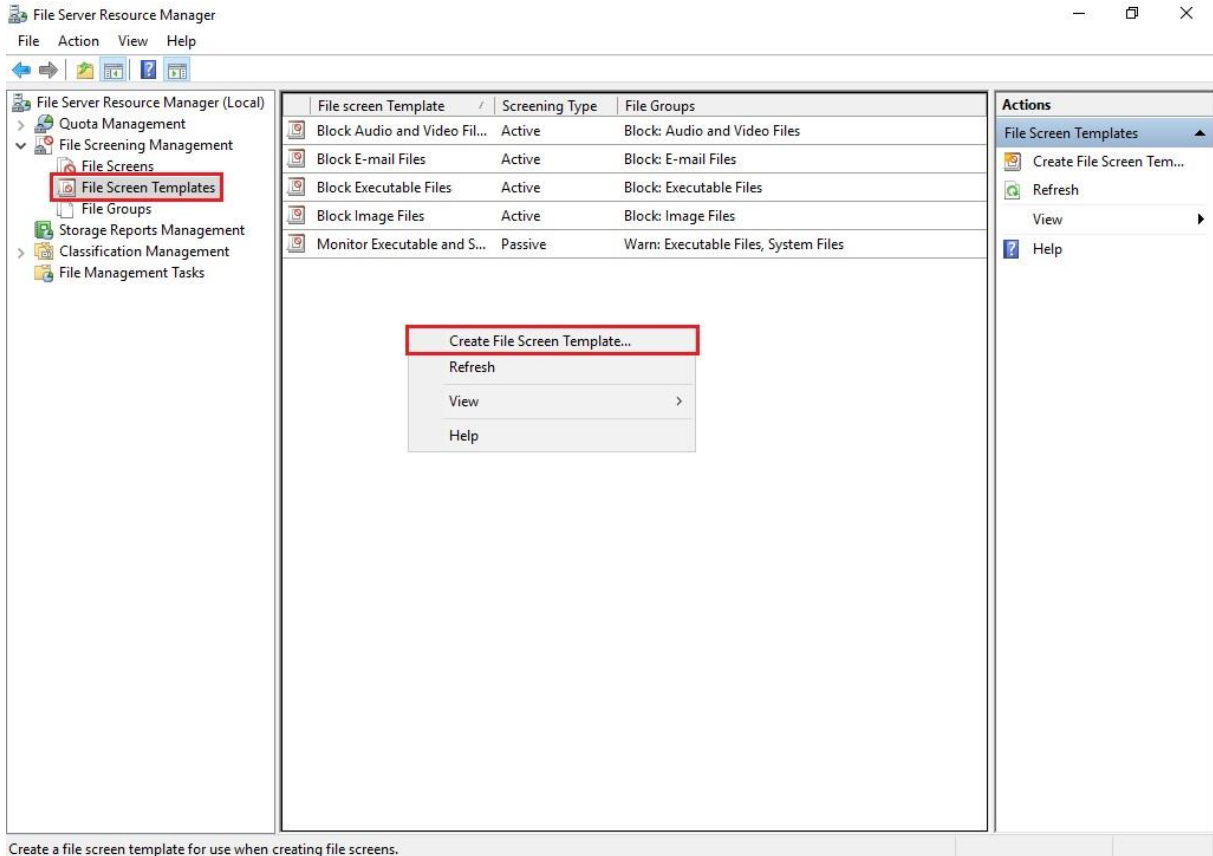 File Server Resource Manager
File Action View Help
File Server Resource Manager (Local)
Quota Management
File Screening Management
File Screens
File Screen Templates
File Groups
Storage Reports Management
Classification Management
File Management Tasks
File screen Template Screening Type File Groups
Block Audio and Video Fil... Active Block: Audio and Video Files
Block E-mail Files Active Block: E-mail Files
Block Executable Files Active Block: Executable Files
Block Image Files Active Block: Image Files
Monitor Executable and S... Passive Warn: Executable Files, System Files
Create File Screen Template...
Refresh
View
Help
Actions
File Screen Templates
Create File Screen Tem...
Refresh
View
Help
Create a file screen template for use when creating file screens.